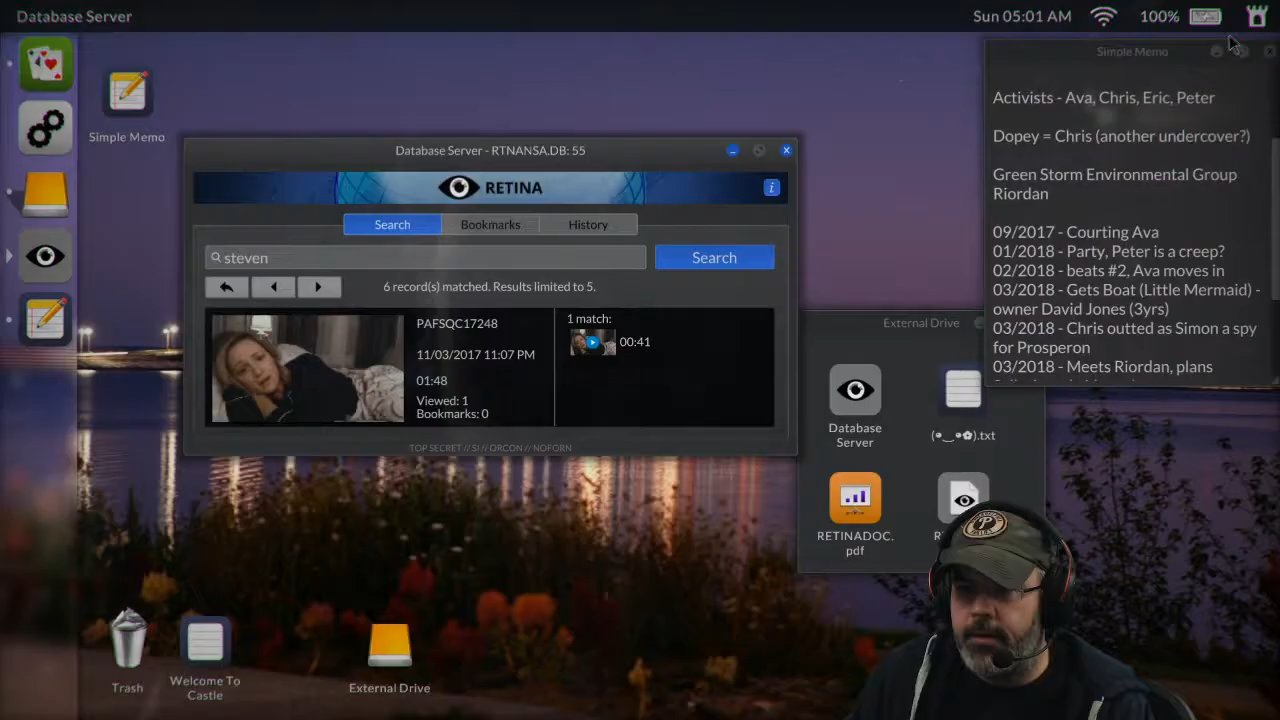 Database Server
Sun 05:01 AM
100%
Simple Memo
Simple Memo
Activists - Ava, Chris, Eric, Peter
Dopey = Chris (another undercover?)
Green Storm Environmental Group
Riordan
09/2017 - Courting Ava
01/2018 - Party, Peter is a creep?
02/2018 - beats #2, Ava moves in
03/2018 - Gets Boat (Little Mermaid) -
owner David Jones (3yrs)
03/2018 - Chris outted as Simon a spy
for Prosperon
03/2018 - Meets Riordan, plans
Database Server - RTNANSA.DB: 55
RETINA
i
Search
Bookmarks
History
steven
Search
6 record(s) matched. Results limited to 5.
PAFSQC17248
11/03/2017 11:07 PM
01:48
Viewed: 1
Bookmarks: 0
1 match:
00:41
TOP SECRET // SI // ORCON // NOFORN
External Drive
Database
Server
(•‿•✿).txt
RETINADOC.
pdf
Trash
Welcome To
Castle
External Drive